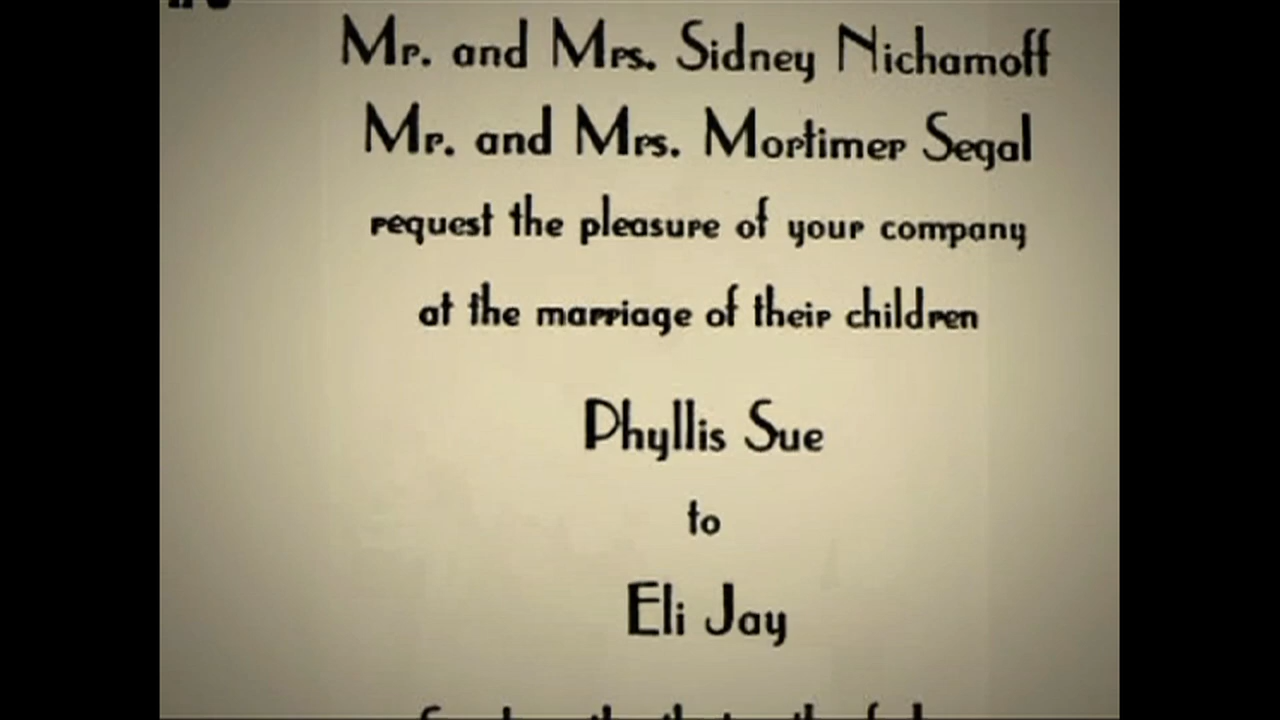 Mr. and Mrs. Sidney Nichamoff
Mr. and Mrs. Mortimer Segal
request the pleasure of your company
at the marriage of their children
Phyllis Sue
to
Eli Jay